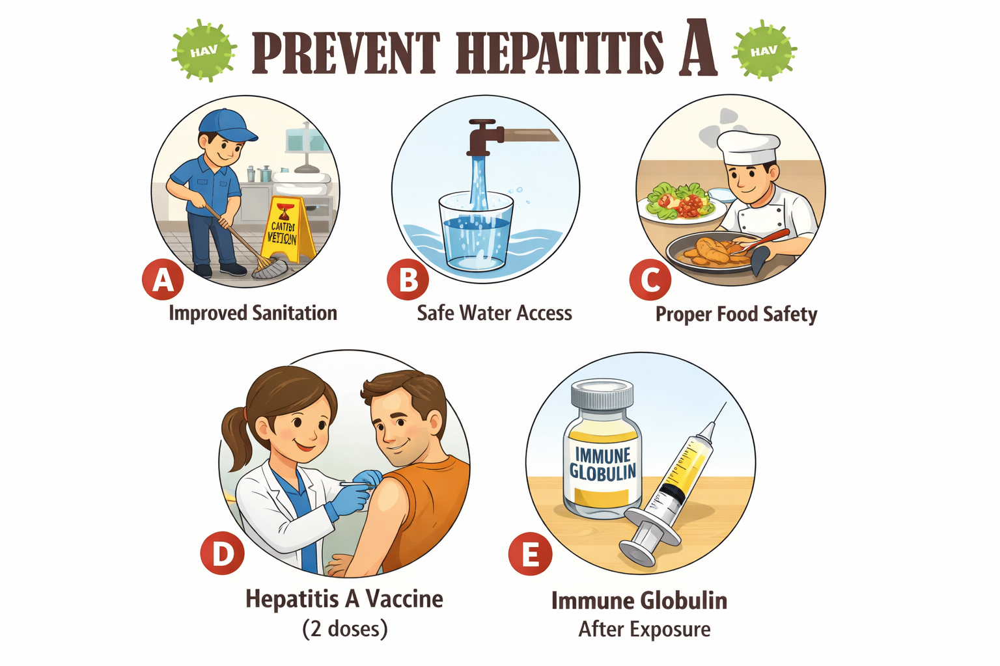 HAV PREVENT HEPATITIS A HAV
A
Improved Sanitation
B
Safe Water Access
C
Proper Food Safety
D
Hepatitis A Vaccine
(2 doses)
IMMUNE
GLOBULIN
E
Immune Globulin
After Exposure